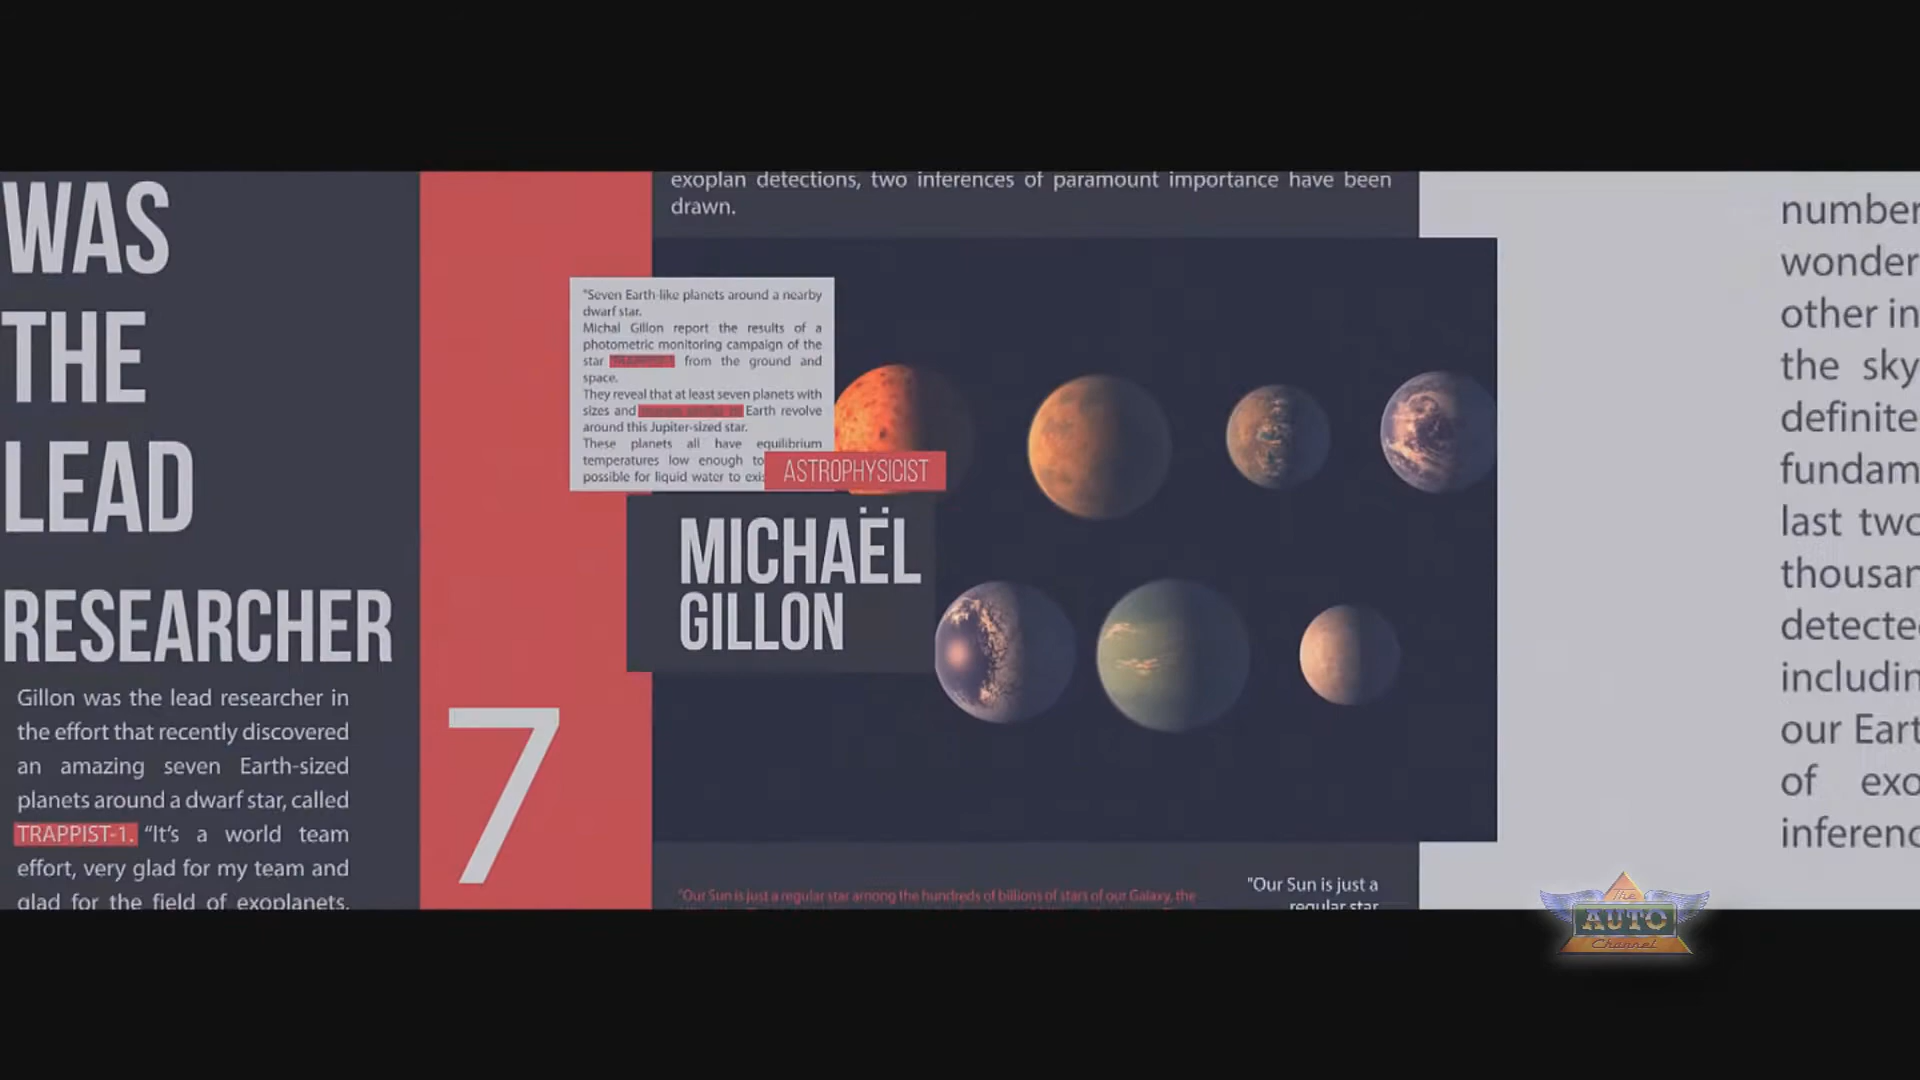 WAS
THE
LEAD
RESEARCHER
Gillon was the lead researcher in
the effort that recently discovered
an amazing seven Earth-sized
planets around a dwarf star, called
TRAPPIST-1. “It’s a world team
effort, very glad for my team and
glad for the field of exoplanets.
7
exoplan detections, two inferences of paramount importance have been
drawn.
"Seven Earth-like planets around a nearby
dwarf star.
Michal Gillon report the results of a
photometric monitoring campaign of the
star from the ground and
space.
They reveal that at least seven planets with
sizes and Earth revolve
around this Jupiter-sized star.
These planets all have equilibrium
temperatures low enough to
possible for liquid water to exi
ASTROPHYSICIST
MICHAËL
GILLON
"Our Sun is just a regular star among the hundreds of billions of stars of our Galaxy, the
"Our Sun is just a
regular star
number
wonder
other in
the sky
definite
fundam
last two
thousan
detecte
includin
our Eart
of exo
inferenc
The
AUTO
Channel